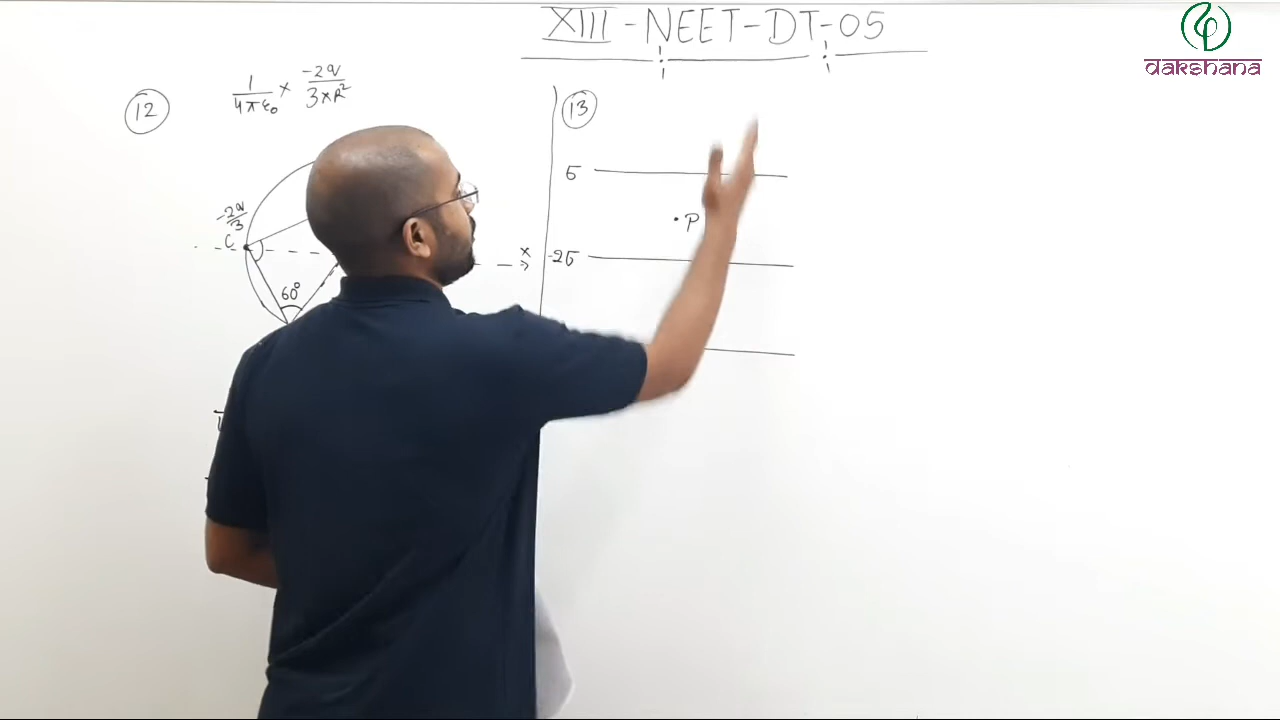 XIII - NEET - DT - 05
dakshana
12
1/4πε₀ × -2q/3×R²
-2q/3
C
60°
x
13
σ
• P
-2σ